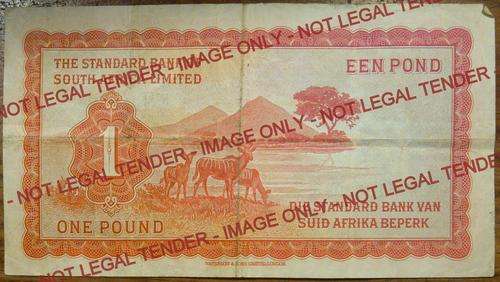 THE STANDARD BANK
SOUTH LIMITED
EEN POND
1
ONE POUND
DIE STANDARD BANK VAN
SUID AFRIKA BEPERK
NOT LEGAL TENDER - IMAGE ONLY - NOT LEGAL TENDER
- NOT LEGAL TENDER - IMAGE ONLY - NOT LEGAL TENDER -
NOT LEGAL TENDER - IMAGE ONLY - NOT LEGAL TENDER